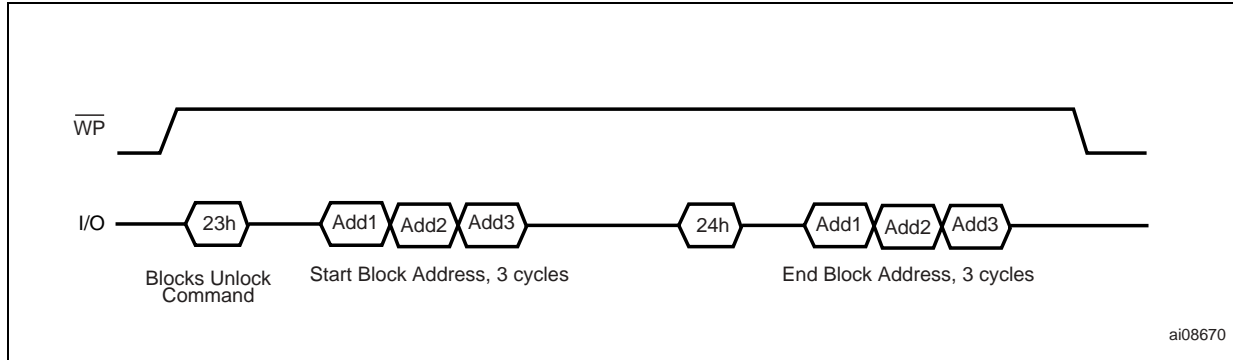 WP
I/O 23h Add1 Add2 Add3 24h Add1 Add2 Add3
Blocks Unlock
Command
Start Block Address, 3 cycles
End Block Address, 3 cycles
ai08670